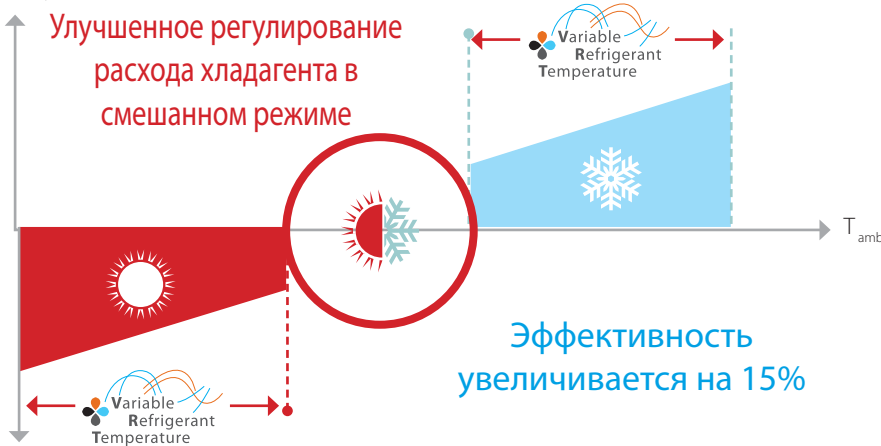 Улучшенное регулирование
расхода хладагента в
смешанном режиме
Variable
Refrigerant
Temperature
T amb
Эффективность
увеличивается на 15%
Variable
Refrigerant
Temperature